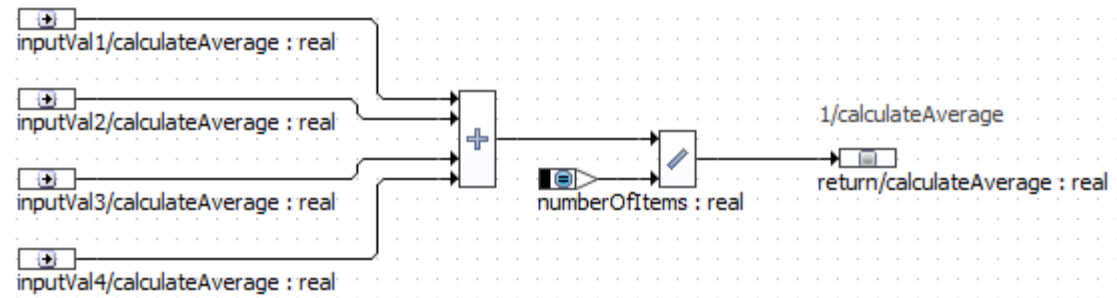 inputVal1/calculateAverage : real
inputVal2/calculateAverage : real
1/calculateAverage
return/calculateAverage : real
inputVal3/calculateAverage : real
numberOfItems : real
inputVal4/calculateAverage : real